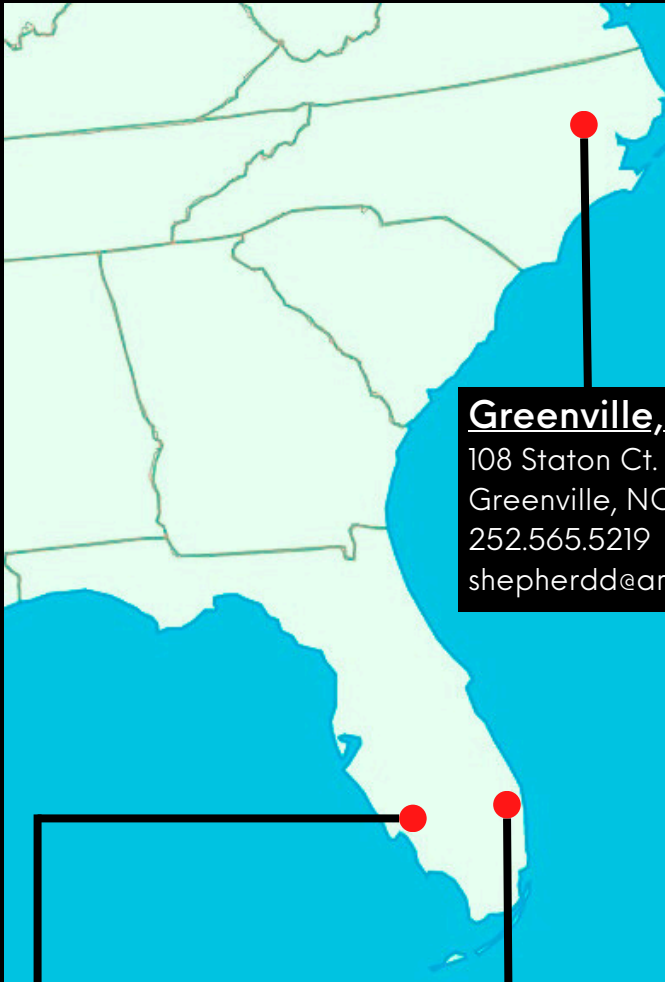 Greenville,
108 Staton Ct.
Greenville, NC
252.565.5219
shepherdd@ar